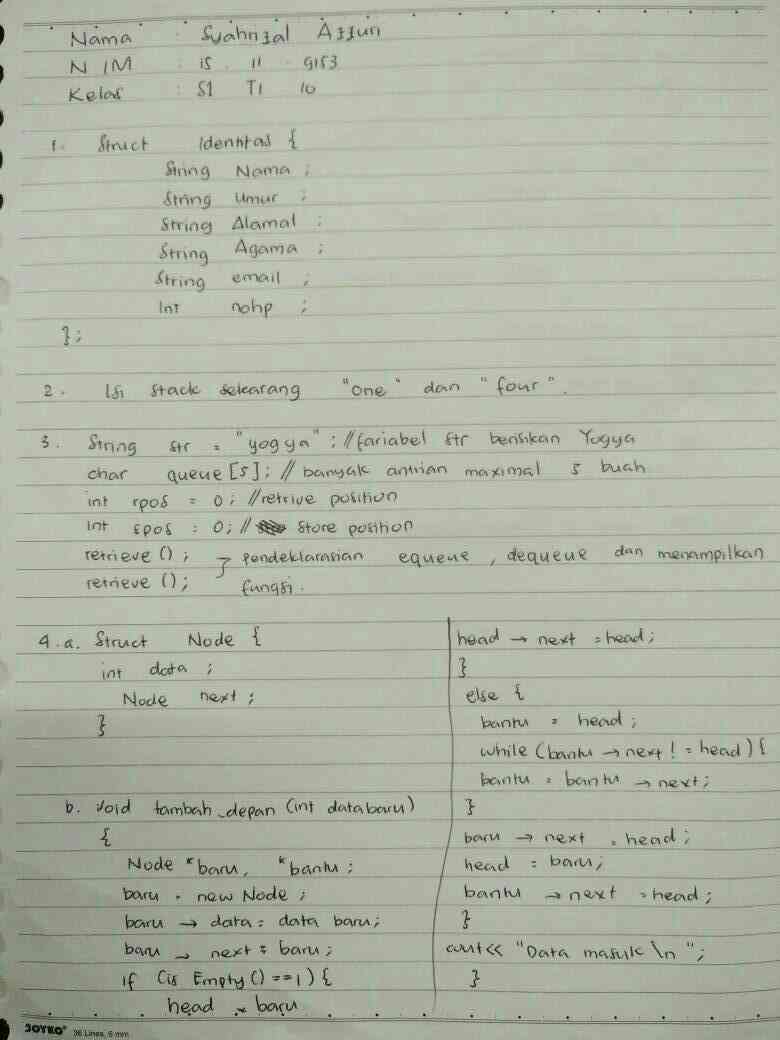 Nama : Syahrizal Azzuri
NIM : 15 . 11 . 9153
Kelas : S1 TI 10
1. Struct Identitas {
String Nama ;
String Umur ;
String Alamat ;
String Agama ;
String email ;
Int nohp ;
};
2. Isi stack sekarang "one" dan "four".
3. String str = "yogya" ; // fariabel str berisikan Yogya
char queue [5] ; // banyak antrian maximal 5 buah
int rpos = 0 ; // retrive position
int spos = 0 ; // Store position
retrieve () ; } pendeklarasian equeue , dequeue dan menampilkan
retrieve () ; fungsi .
4. a. Struct Node {
int data ;
Node next ;
}
b. Void tambah_depan (int databaru)
{
Node *baru, *bantu ;
baru = new Node ;
baru → data = data baru ;
baru → next = baru ;
if (is Empty () == 1) {
head = baru
head → next = head ;
}
else {
bantu = head ;
while (bantu → next != head) {
bantu = bantu → next ;
}
baru → next = head ;
head = baru ;
bantu → next = head ;
}
cout << "Data masuk \n " ;
}
JOYKO® 36 Lines, 6 mm